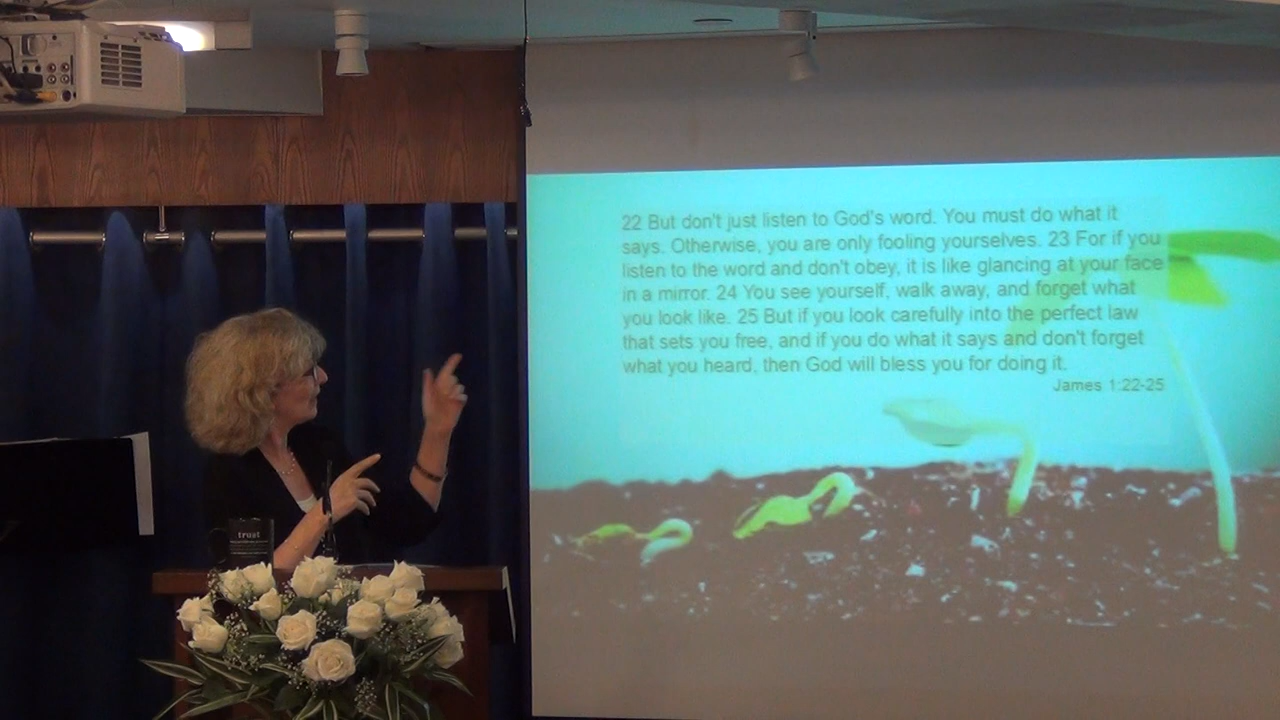 22 But don't just listen to God's word. You must do what it
says. Otherwise, you are only fooling yourselves. 23 For if you
listen to the word and don't obey, it is like glancing at your face
in a mirror. 24 You see yourself, walk away, and forget what
you look like. 25 But if you look carefully into the perfect law
that sets you free, and if you do what it says and don't forget
what you heard, then God will bless you for doing it.
James 1:22-25
trust